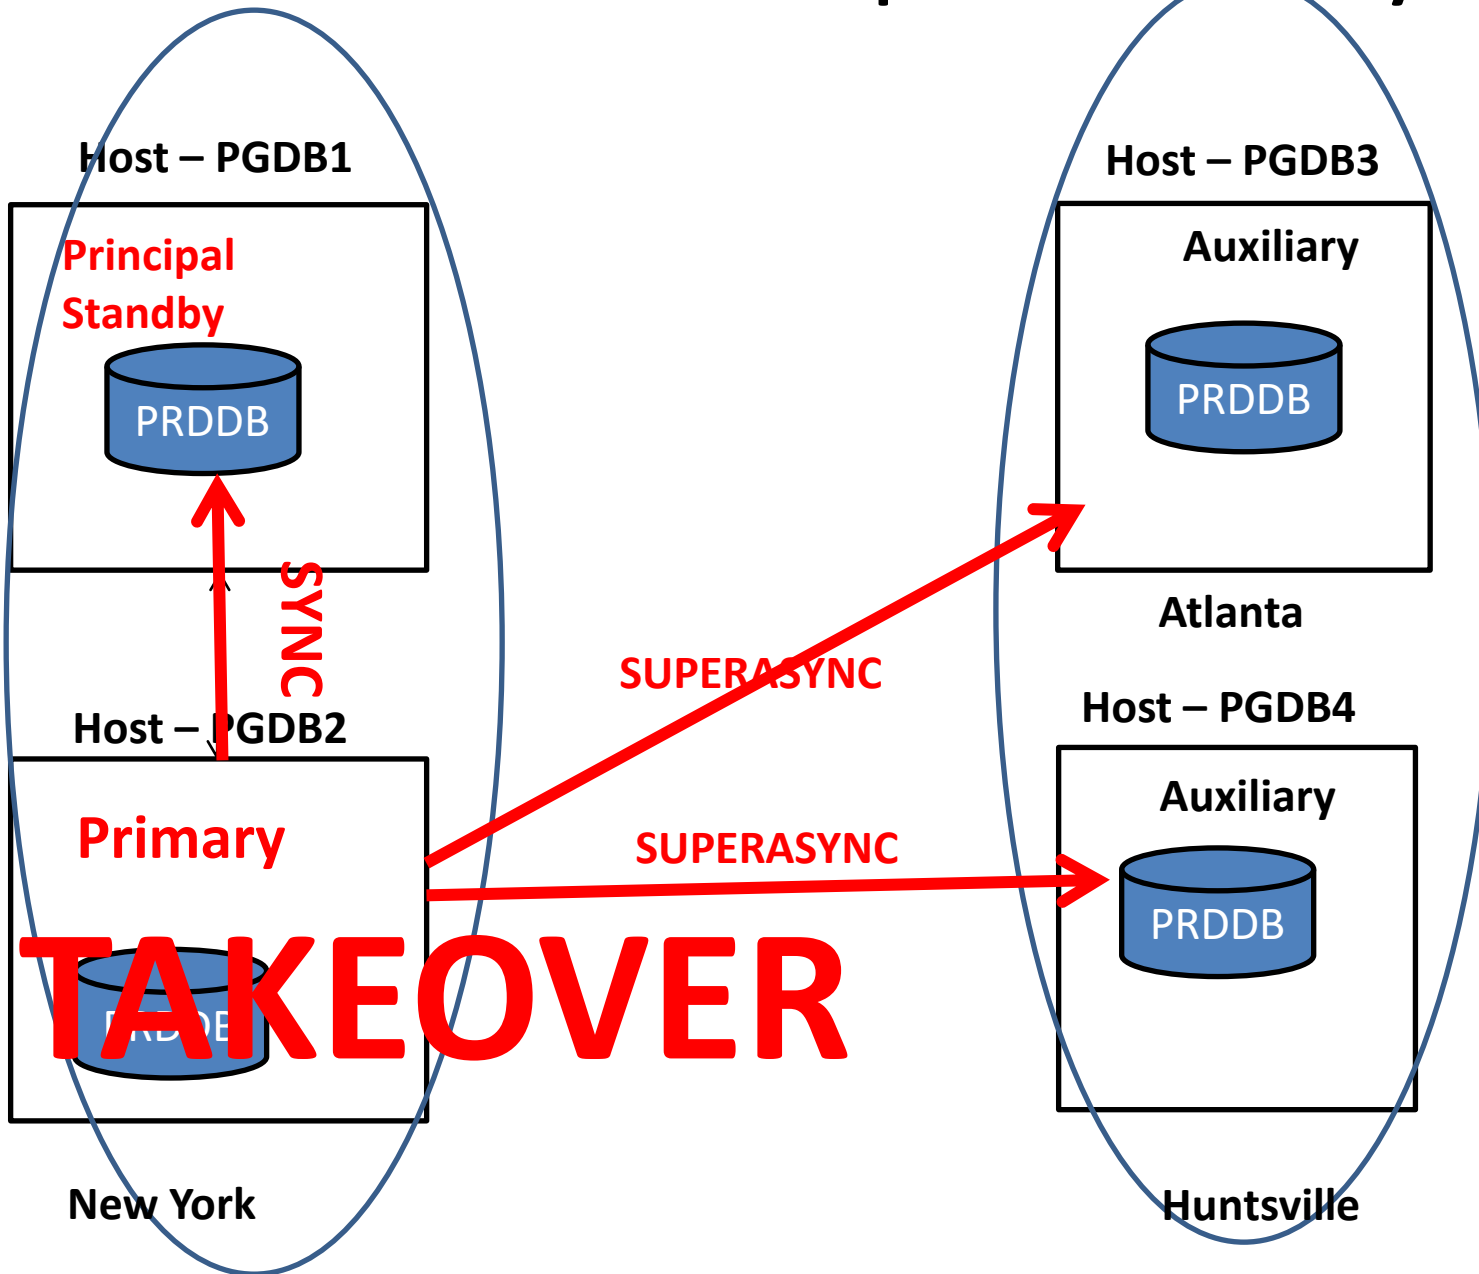 Host – PGDB1
Principal
Standby
PRDDB
SYNC
Host – PGDB2
Primary
PRDDB
TAKEOVER
New York
SUPERASYNC
SUPERASYNC
Host – PGDB3
Auxiliary
PRDDB
Atlanta
Host – PGDB4
Auxiliary
PRDDB
Huntsville